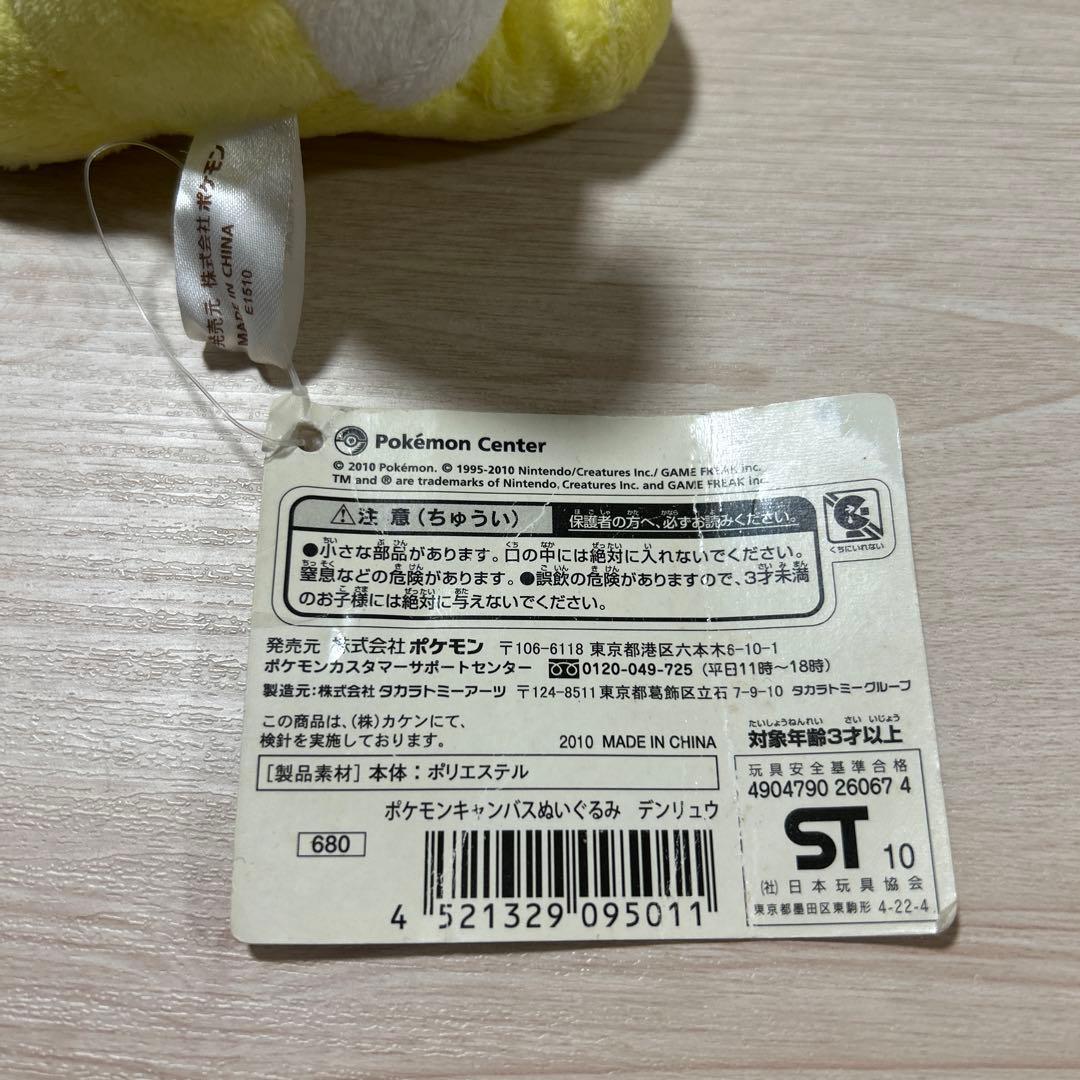 発売元 株式会社 ポケモン
MADE IN CHINA
E1510
Pokémon Center
© 2010 Pokémon. © 1995-2010 Nintendo/Creatures Inc./ GAME FREAK inc.
TM and ® are trademarks of Nintendo, Creatures Inc. and GAME FREAK inc.
⚠注意(ちゅうい) 保護者の方へ、必ずお読みください。
くちにいれない
●小さな部品があります。口の中には絶対に入れないでください。
窒息などの危険があります。●誤飲の危険がありますので、3才未満
のお子様には絶対に与えないでください。
発売元 株式会社 ポケモン 〒106-6118 東京都港区六本木6-10-1
ポケモンカスタマーサポートセンター 0120-049-725 (平日11時〜18時)
製造元:株式会社 タカラトミーアーツ 〒124-8511 東京都葛飾区立石 7-9-10 タカラトミーグループ
この商品は、(株)カケンにて、
検針を実施しております。
2010 MADE IN CHINA
対象年齢3才以上
[製品素材] 本体:ポリエステル
玩具安全基準合格
4904790 26067 4
ST 10
(社)日本玩具協会
東京都墨田区東駒形 4-22-4
ポケモンキャンバスぬいぐるみ デンリュウ
680
4 521329 095011